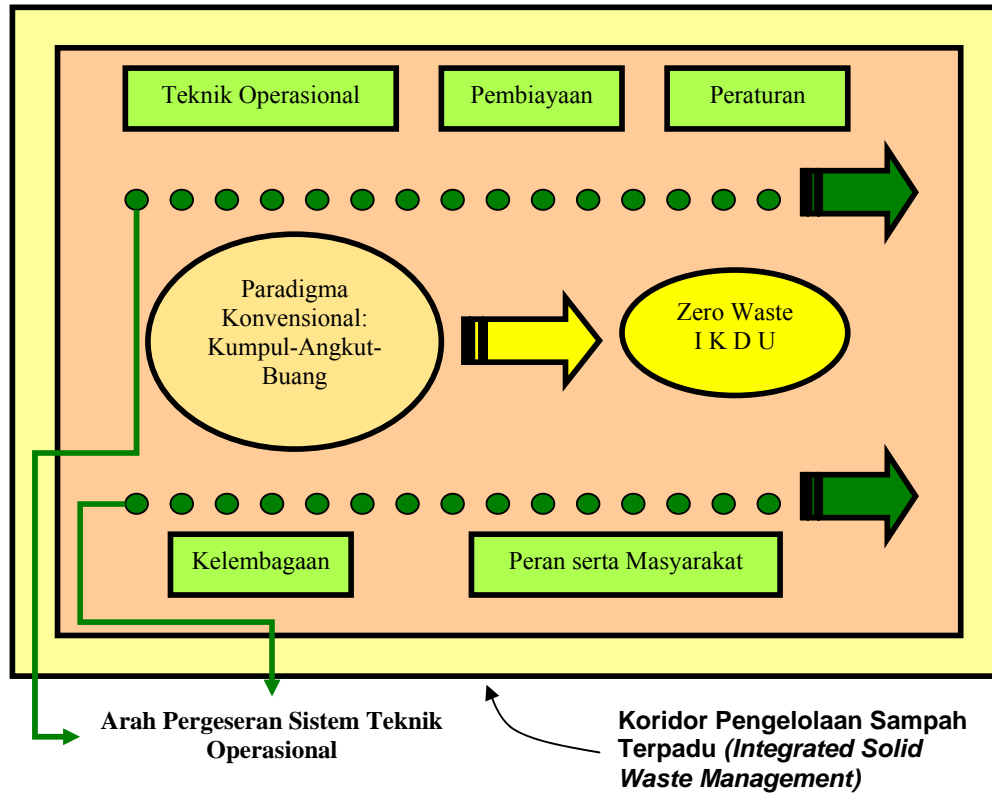 Teknik Operasional
Pembiayaan
Peraturan
Paradigma
Konvensional:
Kumpul-Angkut-
Buang
Zero Waste
I K D U
Kelembagaan
Peran serta Masyarakat
Arah Pergeseran Sistem Teknik
Operasional
Koridor Pengelolaan Sampah
Terpadu (Integrated Solid
Waste Management)